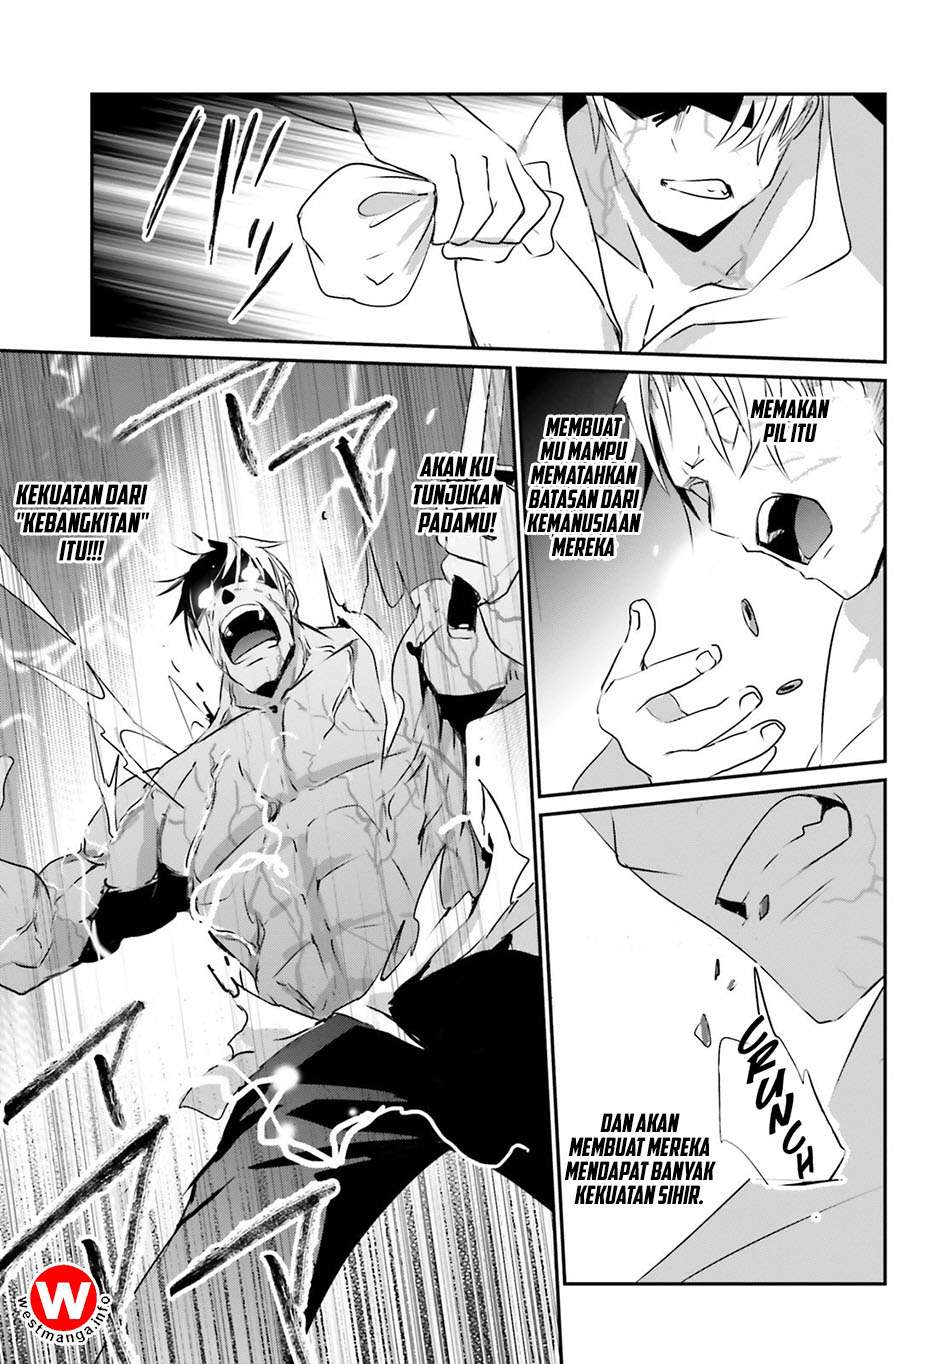 MEMAKAN
PIL ITU
MEMBUAT
MU MAMPU
MEMATAHKAN
BATASAN DARI
KEMANUSIAAN
MEREKA
CRUNCH
DAN AKAN
MEMBUAT MEREKA
MENDAPAT BANYAK
KEKUATAN SIHIR.
AKAN KU
TUNJUKAN
PADAMU!
KEKUATAN DARI
"KEBANGKITAN"
ITU!!!
W
westmanga.info